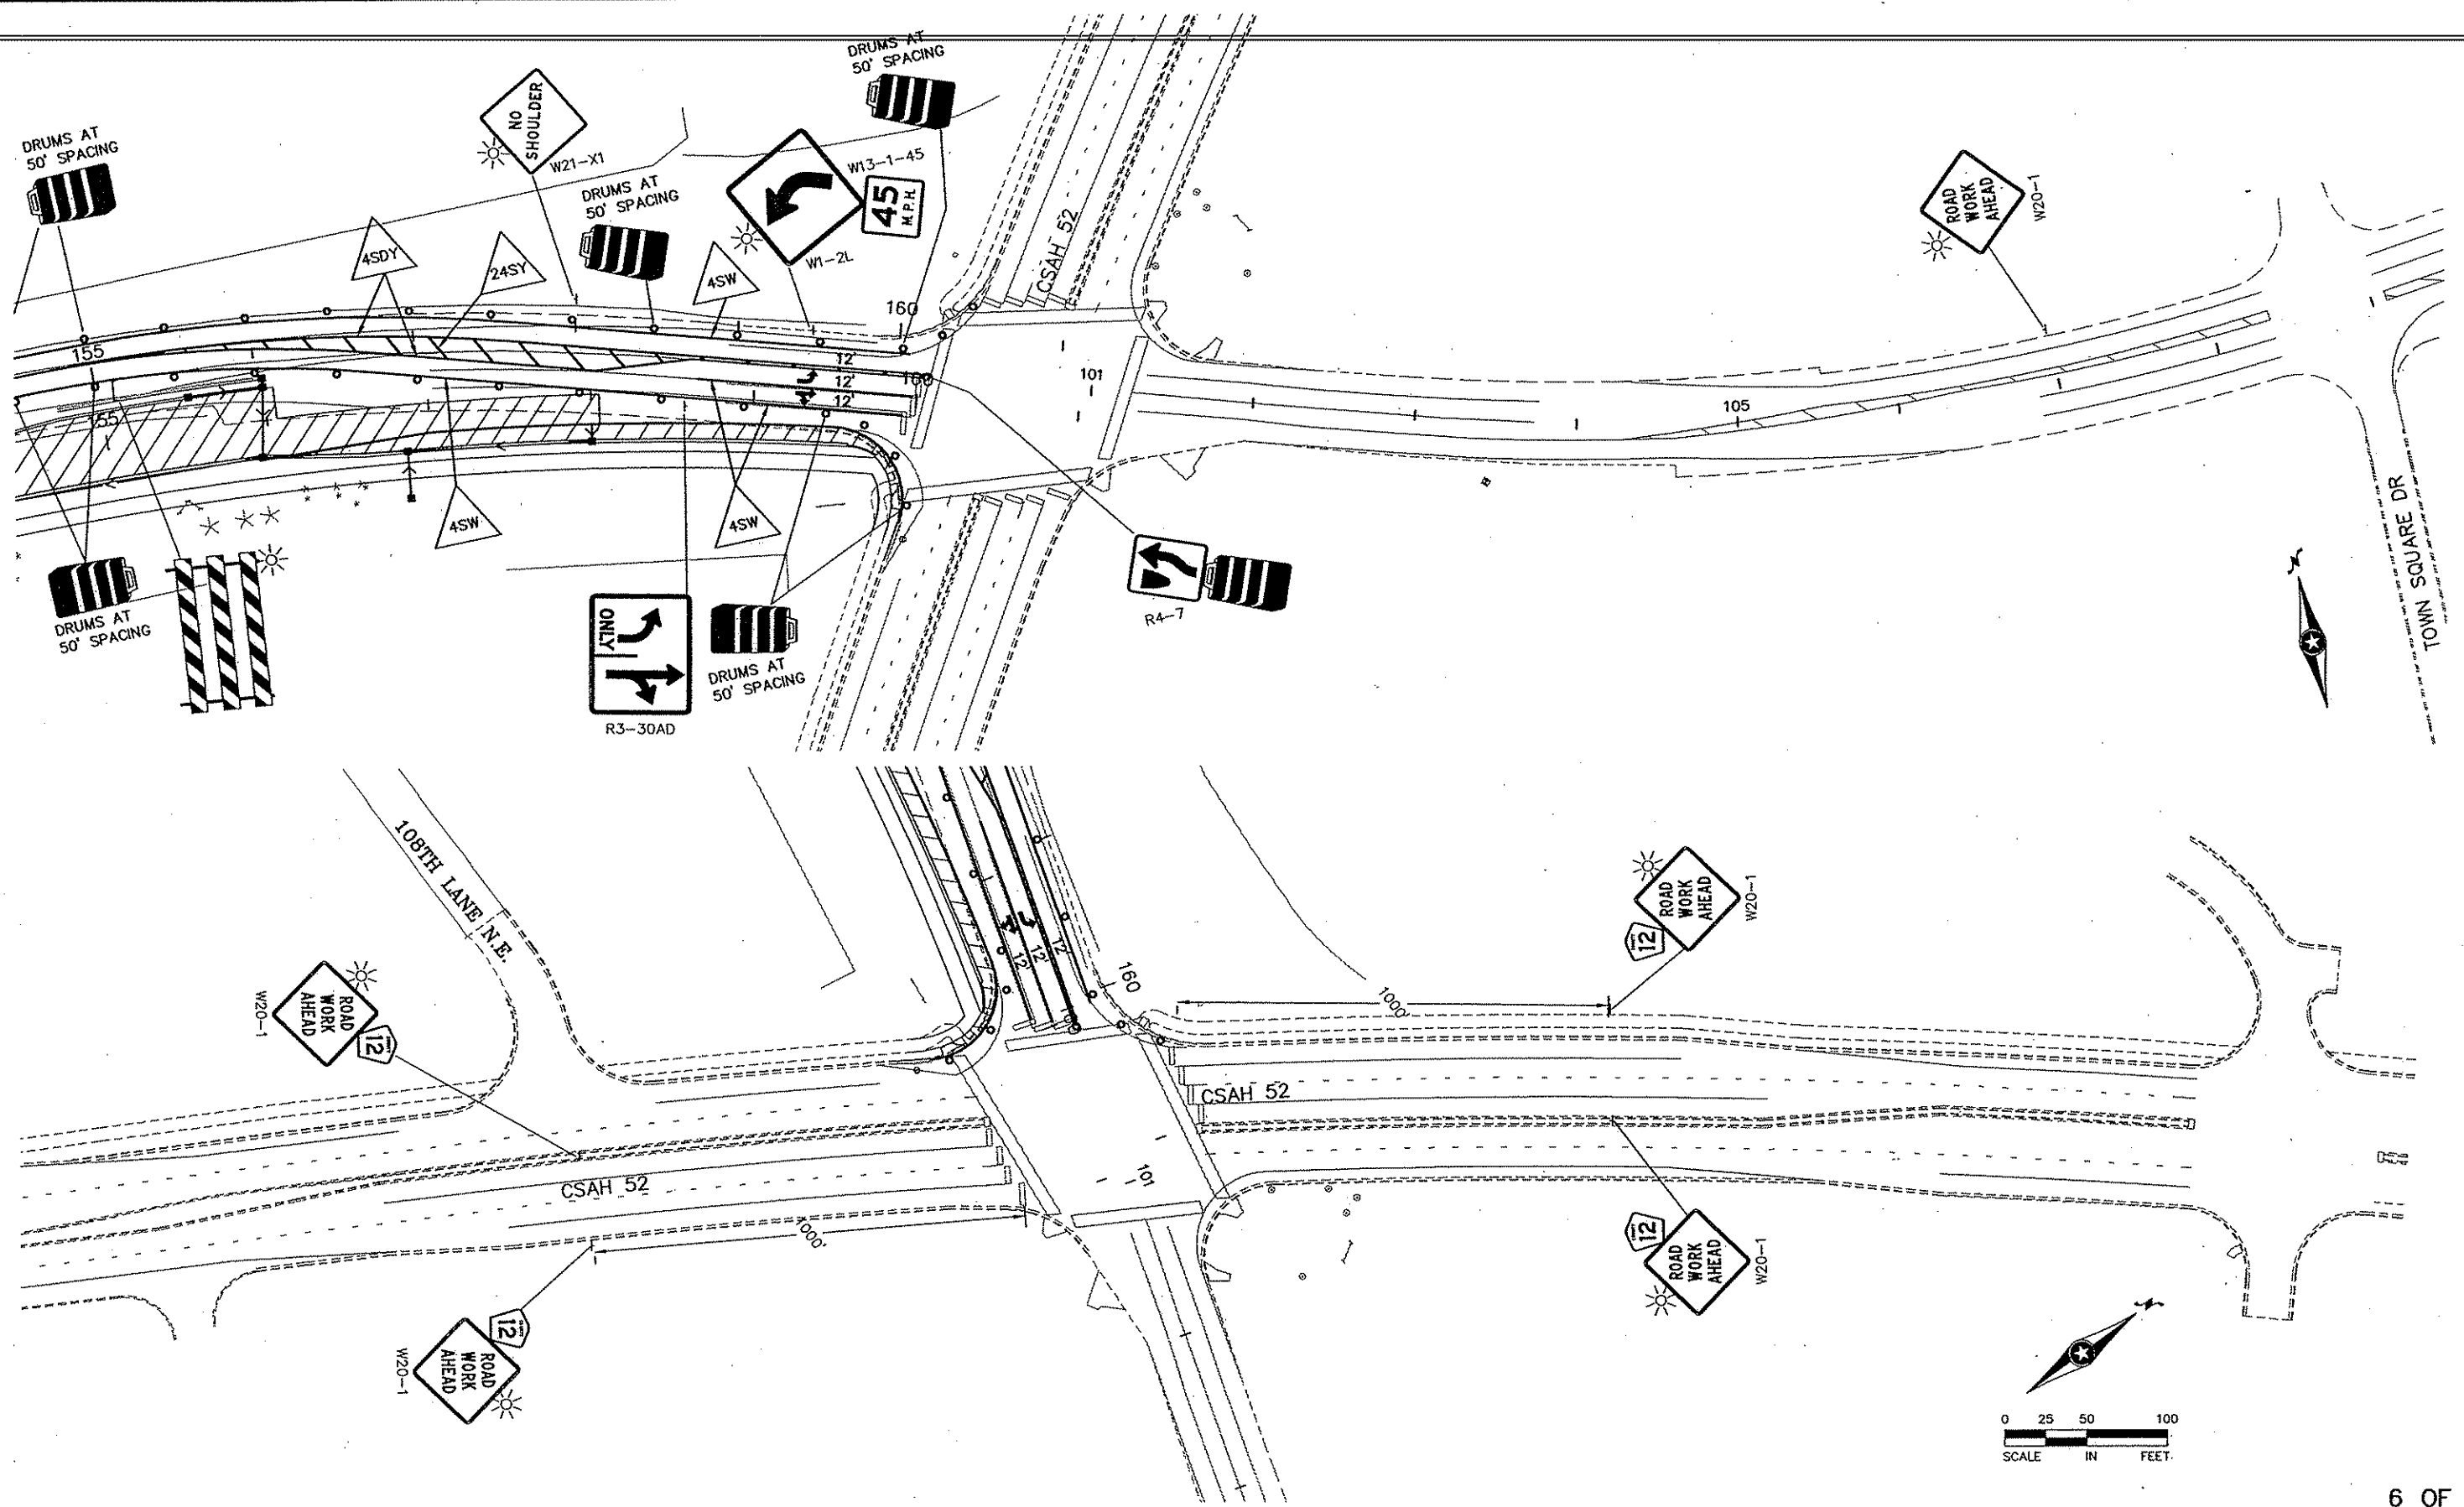 DRUMS AT
50' SPACING
NO
SHOULDER
W21-X1
DRUMS AT
50' SPACING
DRUMS AT
50' SPACING
W13-1-45
45
M.P.H.
W1-2L
4SDY
24SY
4SW
160
155
12'
12'
12'
CSAH 52
101
105
ROAD
WORK
AHEAD
W20-1
TOWN SQUARE DR
4SW
4SW
DRUMS AT
50' SPACING
ONLY
R3-30AD
DRUMS AT
50' SPACING
R4-7
108TH LANE N.E.
ROAD
WORK
AHEAD
W20-1
12
12'
12'
12'
160
1000'
ROAD
WORK
AHEAD
W20-1
12
CSAH 52
CSAH 52
1000'
101
ROAD
WORK
AHEAD
W20-1
12
ROAD
WORK
AHEAD
W20-1
12
0 25 50 100
SCALE IN FEET
6 OF